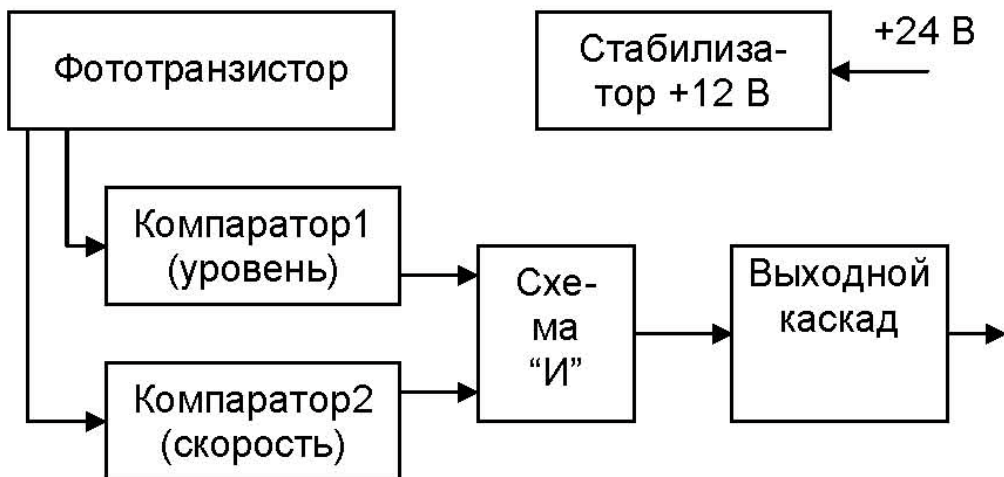 Фототранзистор
Стабилиза-
тор +12 В
+24 В
Компаратор1
(уровень)
Компаратор2
(скорость)
Схе-
ма
“И”
Выходной
каскад